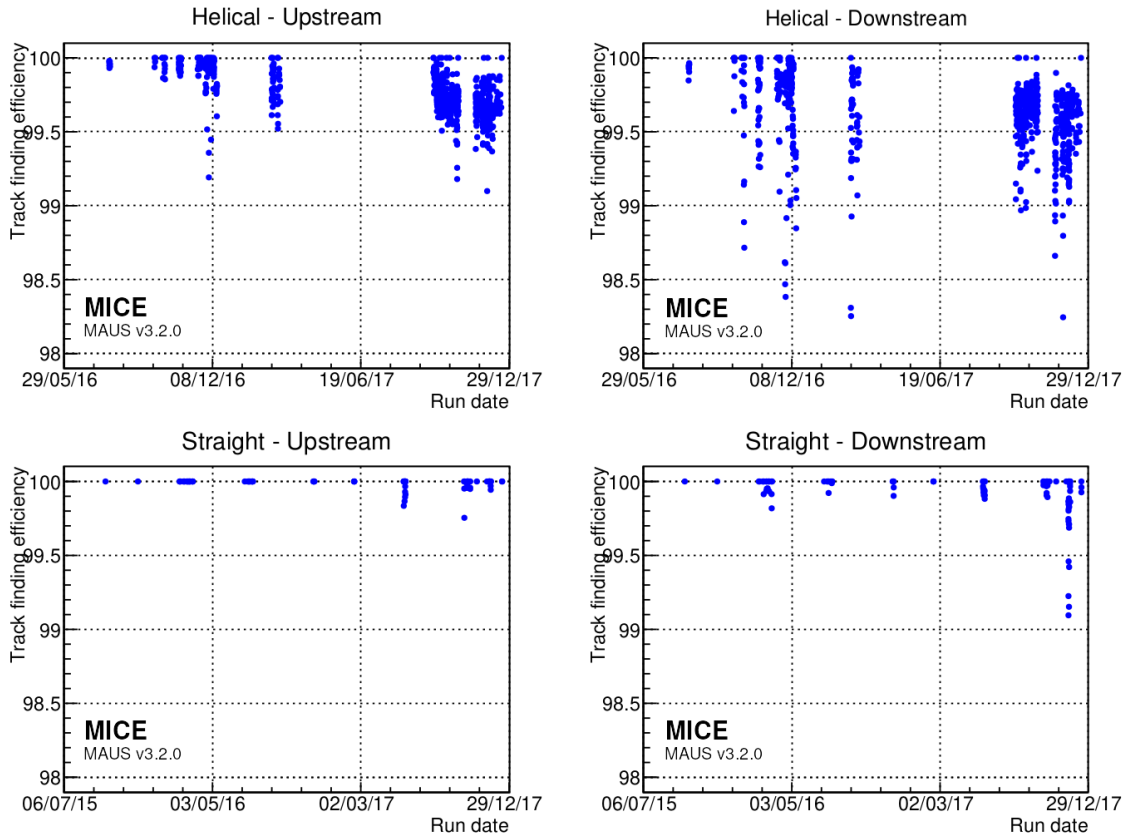 Helical - Upstream
Track finding efficiency
100
99.5
99
98.5
98
MICE
MAUS v3.2.0
29/05/16 08/12/16 19/06/17 29/12/17
Run date
Helical - Downstream
Track finding efficiency
100
99.5
99
98.5
98
MICE
MAUS v3.2.0
29/05/16 08/12/16 19/06/17 29/12/17
Run date
Straight - Upstream
Track finding efficiency
100
99.5
99
98.5
98
MICE
MAUS v3.2.0
06/07/15 03/05/16 02/03/17 29/12/17
Run date
Straight - Downstream
Track finding efficiency
100
99.5
99
98.5
98
MICE
MAUS v3.2.0
06/07/15 03/05/16 02/03/17 29/12/17
Run date